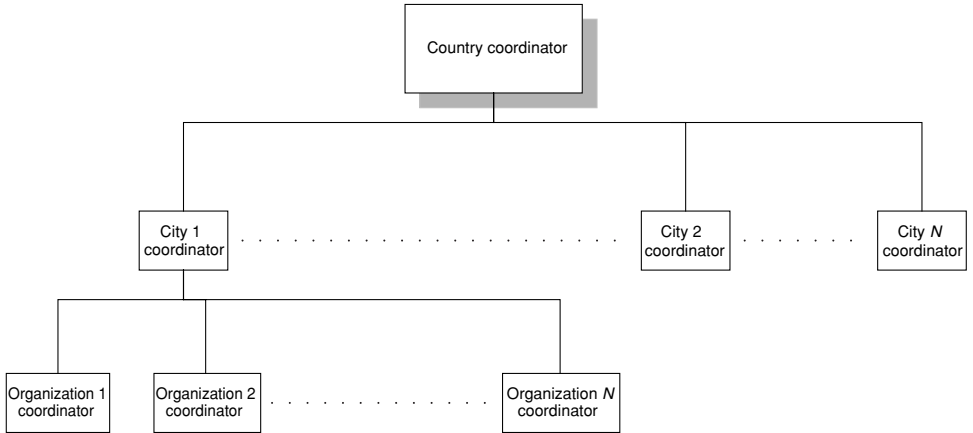 Country coordinator
City 1
coordinator
City 2
coordinator
City N
coordinator
Organization 1
coordinator
Organization 2
coordinator
Organization N
coordinator